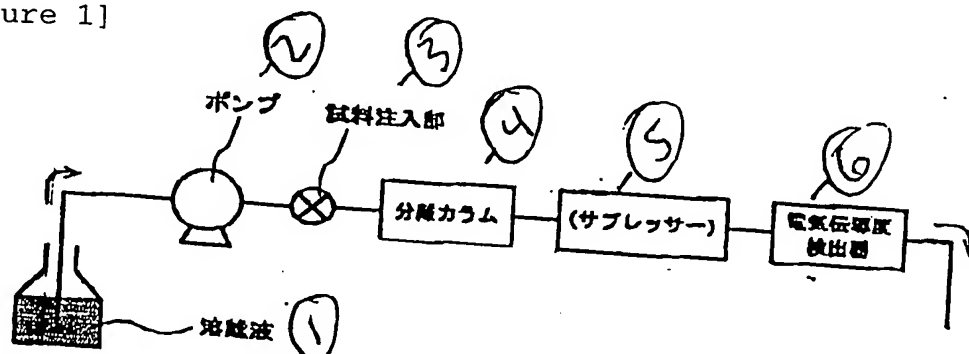 ure 1]
2
3
ポンプ
試料注入部
4
5
6
分離カラム
(サプレッサー)
電気伝導度
検出器
溶離液
1